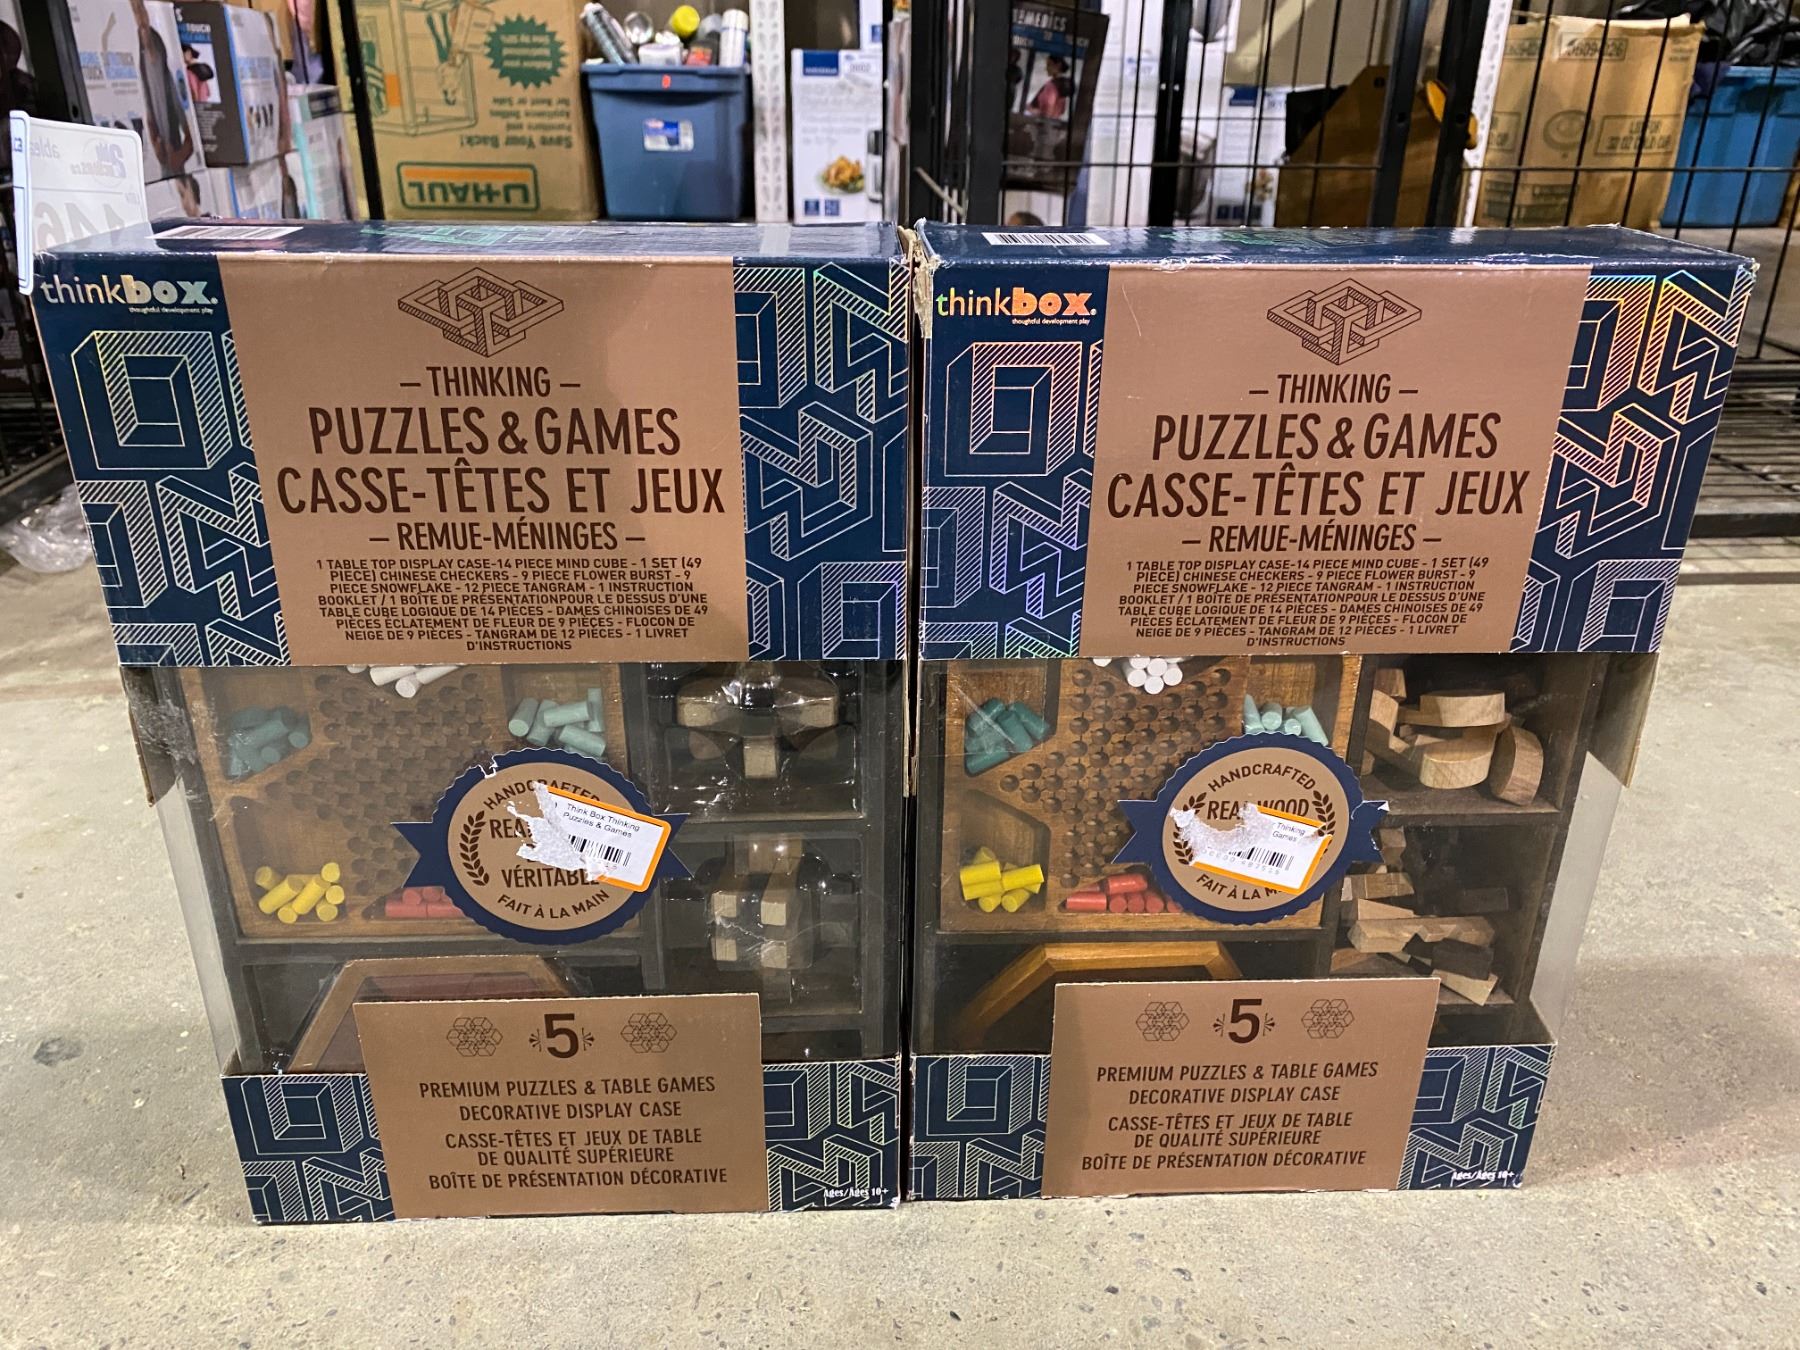 U-HAUL
Save Your Back!
TEMEDICS
0609-026
thinkbox.
thoughtful development play
– THINKING –
PUZZLES & GAMES
CASSE-TÊTES ET JEUX
– REMUE-MÉNINGES –
1 TABLE TOP DISPLAY CASE-14 PIECE MIND CUBE - 1 SET (49
PIECE) CHINESE CHECKERS - 9 PIECE FLOWER BURST - 9
PIECE SNOWFLAKE - 12 PIECE TANGRAM - 1 INSTRUCTION
BOOKLET / 1 BOÎTE DE PRÉSENTATIONPOUR LE DESSUS D'UNE
TABLE CUBE LOGIQUE DE 14 PIÈCES - DAMES CHINOISES DE 49
PIÈCES ÉCLATEMENT DE FLEUR DE 9 PIÈCES - FLOCON DE
NEIGE DE 9 PIÈCES - TANGRAM DE 12 PIÈCES - 1 LIVRET
D'INSTRUCTIONS
HANDCRAFTED
REA
Think Box Thinking
Puzzles & Games
VÉRITABLE
FAIT À LA MAIN
5
PREMIUM PUZZLES & TABLE GAMES
DECORATIVE DISPLAY CASE
CASSE-TÊTES ET JEUX DE TABLE
DE QUALITÉ SUPÉRIEURE
BOÎTE DE PRÉSENTATION DÉCORATIVE
Ages/Âges 10+
thinkbox.
thoughtful development play
– THINKING –
PUZZLES & GAMES
CASSE-TÊTES ET JEUX
– REMUE-MÉNINGES –
1 TABLE TOP DISPLAY CASE-14 PIECE MIND CUBE - 1 SET (49
PIECE) CHINESE CHECKERS - 9 PIECE FLOWER BURST - 9
PIECE SNOWFLAKE - 12 PIECE TANGRAM - 1 INSTRUCTION
BOOKLET / 1 BOÎTE DE PRÉSENTATIONPOUR LE DESSUS D'UNE
TABLE CUBE LOGIQUE DE 14 PIÈCES - DAMES CHINOISES DE 49
PIÈCES ÉCLATEMENT DE FLEUR DE 9 PIÈCES - FLOCON DE
NEIGE DE 9 PIÈCES - TANGRAM DE 12 PIÈCES - 1 LIVRET
D'INSTRUCTIONS
HANDCRAFTED
REAL WOOD
Thinking
Games
FAIT À LA M
5
PREMIUM PUZZLES & TABLE GAMES
DECORATIVE DISPLAY CASE
CASSE-TÊTES ET JEUX DE TABLE
DE QUALITÉ SUPÉRIEURE
BOÎTE DE PRÉSENTATION DÉCORATIVE
Ages/Âges 10+